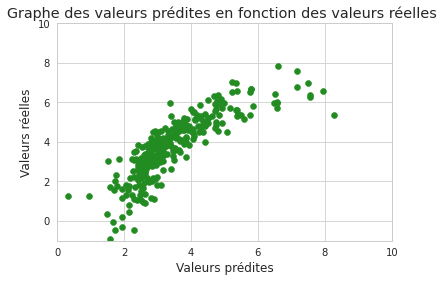 Graphe des valeurs prédites en fonction des valeurs réelles
10
8
6
4
2
0
Valeurs réelles
0 2 4 6 8 10
Valeurs prédites